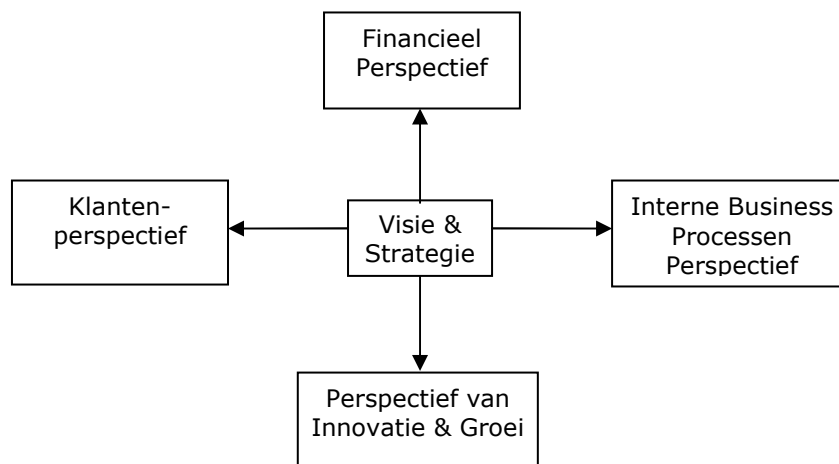 Financieel
Perspectief
Klanten-
perspectief
Visie &
Strategie
Interne Business
Processen
Perspectief
Perspectief van
Innovatie & Groei